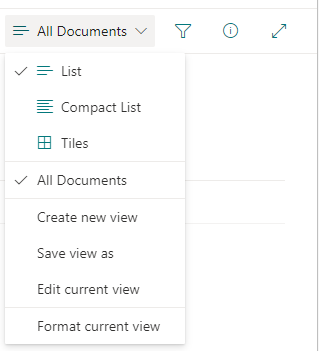 All Documents
List
Compact List
Tiles
All Documents
Create new view
Save view as
Edit current view
Format current view